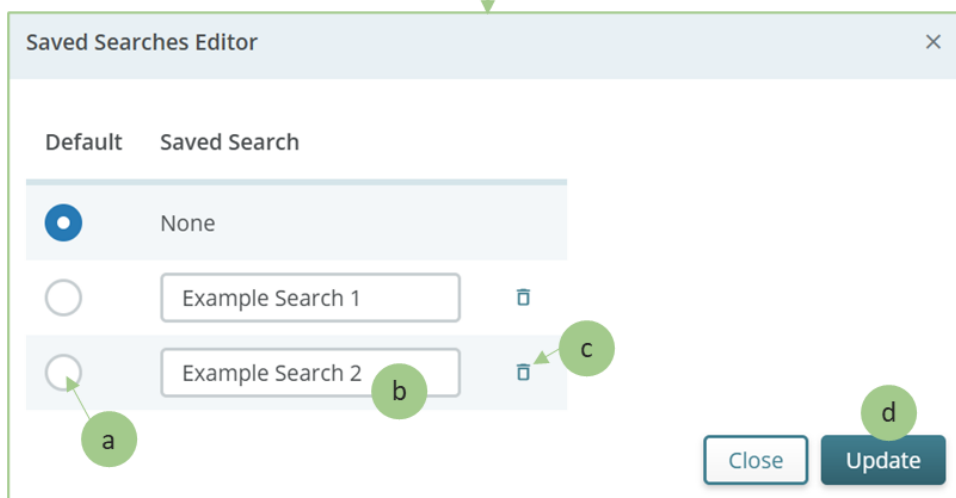 Saved Searches Editor
Default Saved Search
None
Example Search 1
Example Search 2
a
b
c
d
Close Update